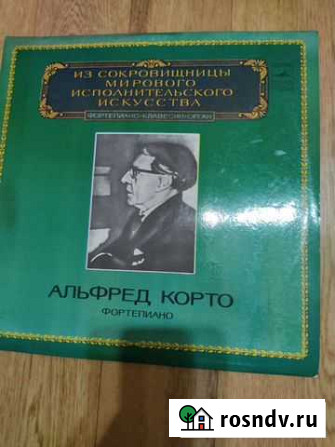 ИЗ СОКРОВИЩНИЦЫ
МИРОВОГО
ИСПОЛНИТЕЛЬСКОГО
ИСКУССТВА
ФОРТЕПИАНО·КЛАВЕСИН·ОРГАН
АЛЬФРЕД КОРТО
ФОРТЕПИАНО
rosndv.ru